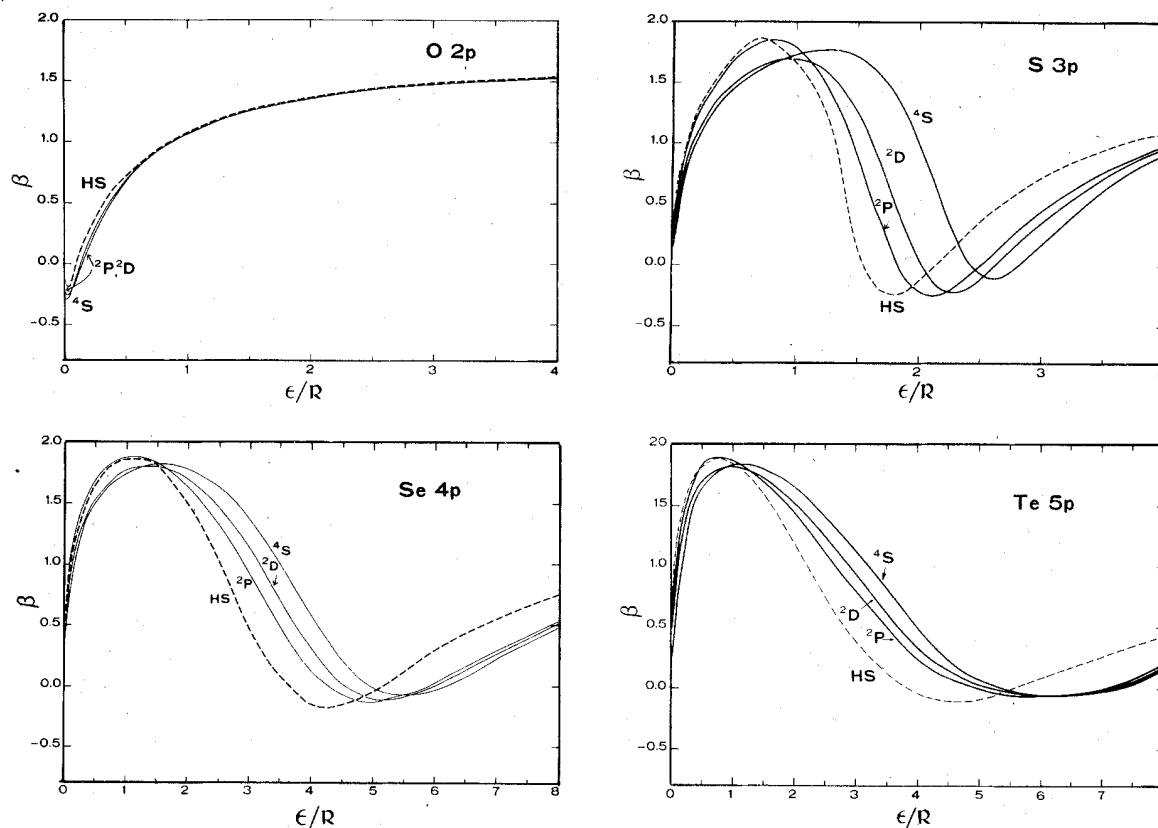 O 2p
2.0
1.5
1.0
0.5
0.0
-0.5
β
HS
²P,²D
⁴S
0 1 2 3 4
ϵ/R
S 3p
2.0
1.5
1.0
0.5
0.0
-0.5
β
⁴S
²D
²P
HS
0 1 2 3
ϵ/R
Se 4p
2.0
1.5
1.0
0.5
0.0
-0.5
β
⁴S
²D
²P
HS
0 1 2 3 4 5 6 7 8
ϵ/R
Te 5p
20
1.5
1.0
0.5
0.0
-0.5
β
⁴S
²D
²P
HS
0 1 2 3 4 5 6 7
ϵ/R